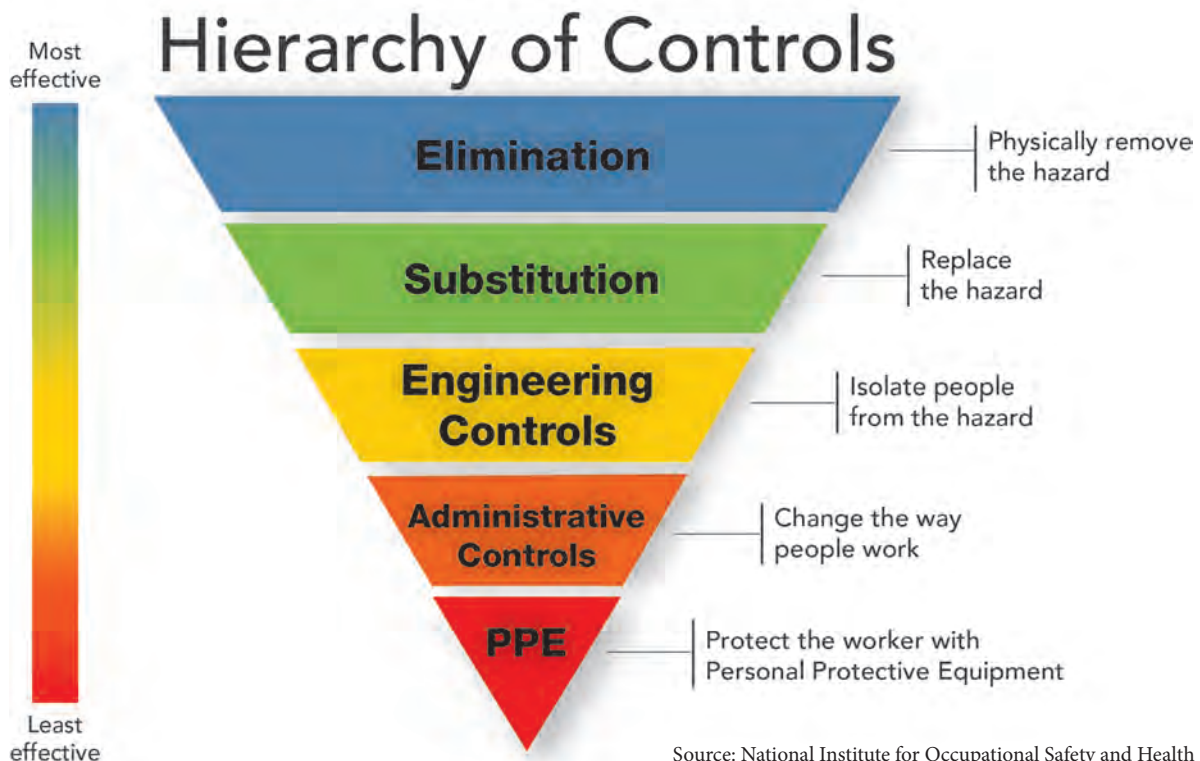 Hierarchy of Controls
Most
effective
Elimination
Physically remove
the hazard
Substitution
Replace
the hazard
Engineering
Controls
Isolate people
from the hazard
Administrative
Controls
Change the way
people work
PPE
Protect the worker with
Personal Protective Equipment
Least
effective
Source: National Institute for Occupational Safety and Health